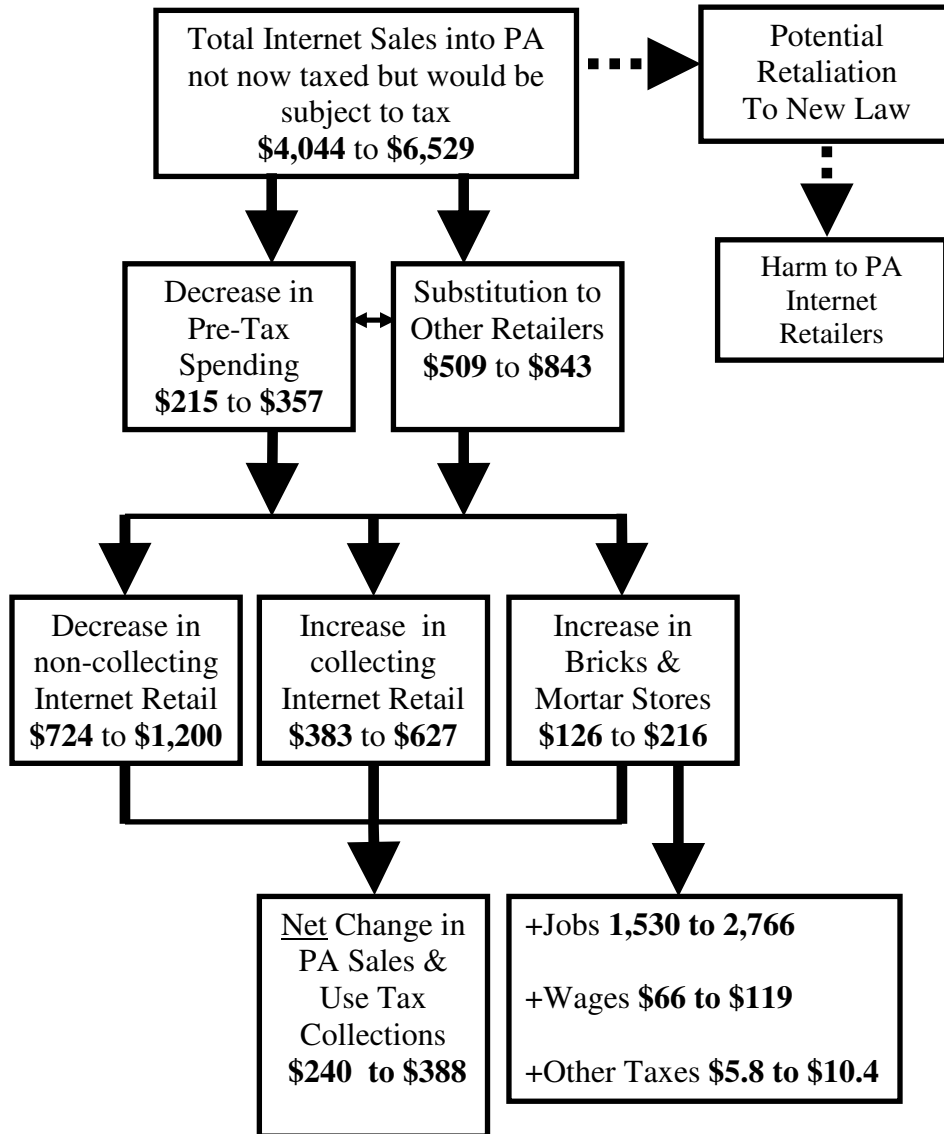 Total Internet Sales into PA
not now taxed but would be
subject to tax
$4,044 to $6,529
Potential
Retaliation
To New Law
Harm to PA
Internet
Retailers
Decrease in
Pre-Tax
Spending
$215 to $357
Substitution to
Other Retailers
$509 to $843
Decrease in
non-collecting
Internet Retail
$724 to $1,200
Increase in
collecting
Internet Retail
$383 to $627
Increase in
Bricks &
Mortar Stores
$126 to $216
Net Change in
PA Sales &
Use Tax
Collections
$240 to $388
+Jobs 1,530 to 2,766
+Wages $66 to $119
+Other Taxes $5.8 to $10.4